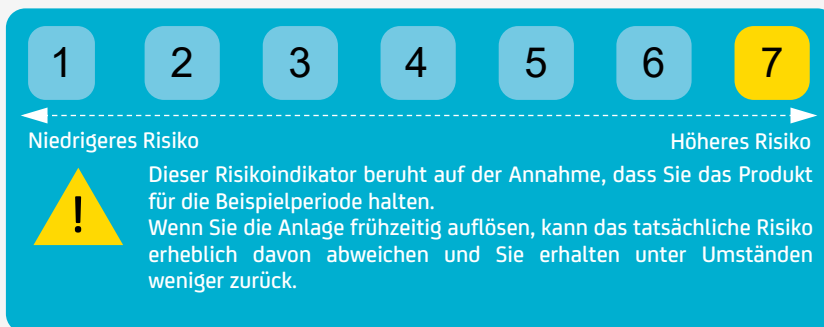 1 2 3 4 5 6 7
Niedrigeres Risiko Höheres Risiko
!
Dieser Risikoindikator beruht auf der Annahme, dass Sie das Produkt
für die Beispielperiode halten.
Wenn Sie die Anlage frühzeitig auflösen, kann das tatsächliche Risiko
erheblich davon abweichen und Sie erhalten unter Umständen
weniger zurück.